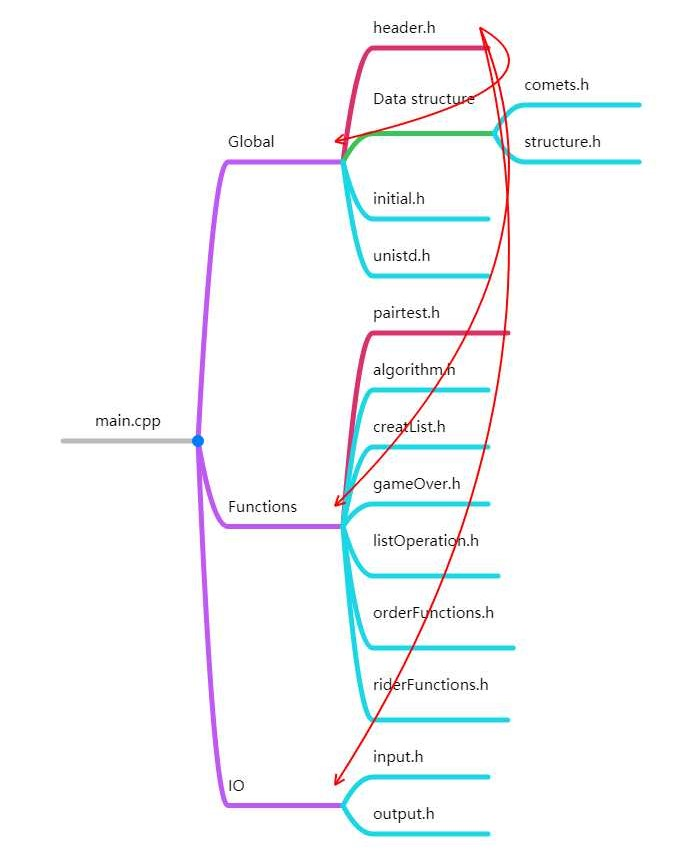 header.h
Data structure
comets.h
structure.h
Global
initial.h
unistd.h
pairtest.h
algorithm.h
creatList.h
main.cpp
gameOver.h
Functions
listOperation.h
orderFunctions.h
riderFunctions.h
input.h
IO
output.h